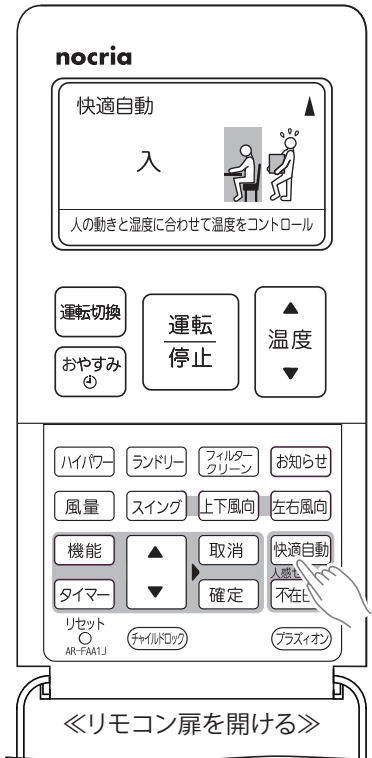 nocria
快適自動
入
人の動きと湿度に合わせて温度をコントロール
運転切換
運転
停止
温度
おやすみ
ハイパワー
ランドリー
フィルター
クリーン
お知らせ
風量
スイング
上下風向
左右風向
機能
取消
快適自動
人感セ
タイマー
確定
不在E
リセット
AR-FAA1J
チャイルドロック
プラズィオン
≪リモコン扉を開ける≫